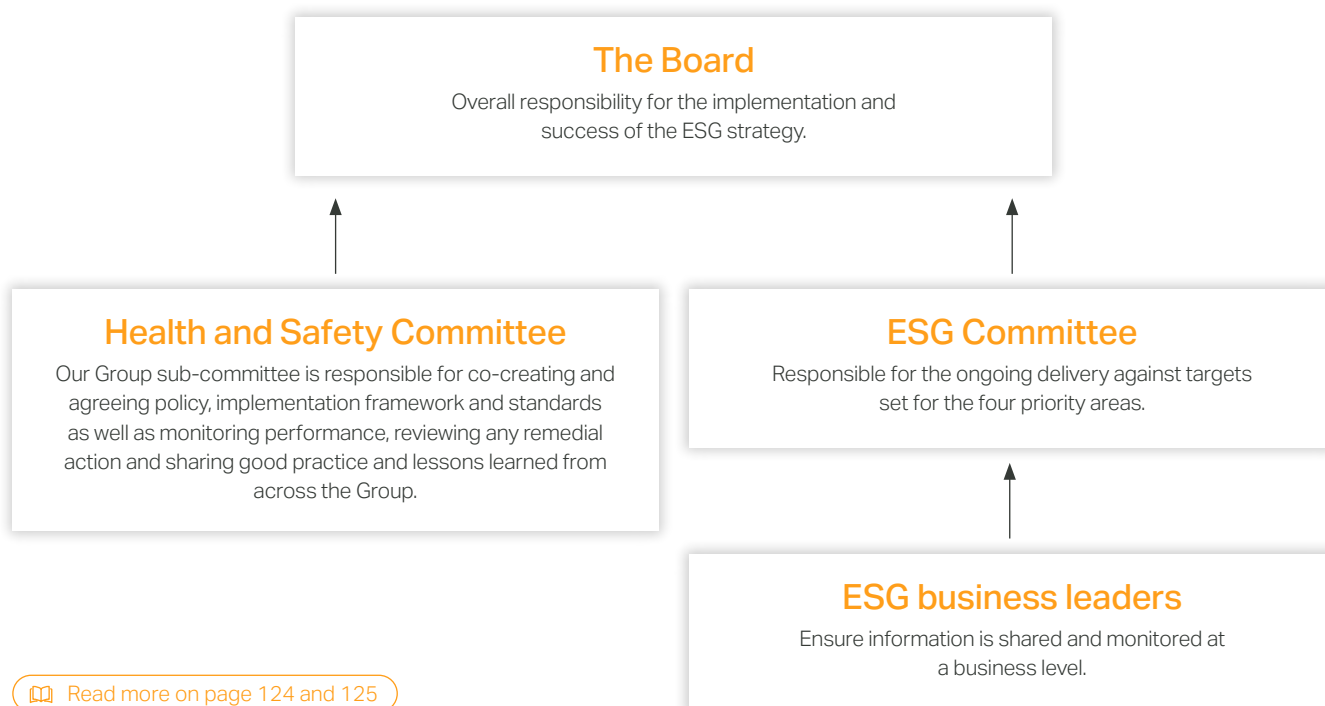 The Board
Overall responsibility for the implementation and
success of the ESG strategy.
Health and Safety Committee
Our Group sub-committee is responsible for co-creating and
agreeing policy, implementation framework and standards
as well as monitoring performance, reviewing any remedial
action and sharing good practice and lessons learned from
across the Group.
ESG Committee
Responsible for the ongoing delivery against targets
set for the four priority areas.
ESG business leaders
Ensure information is shared and monitored at
a business level.
Read more on page 124 and 125